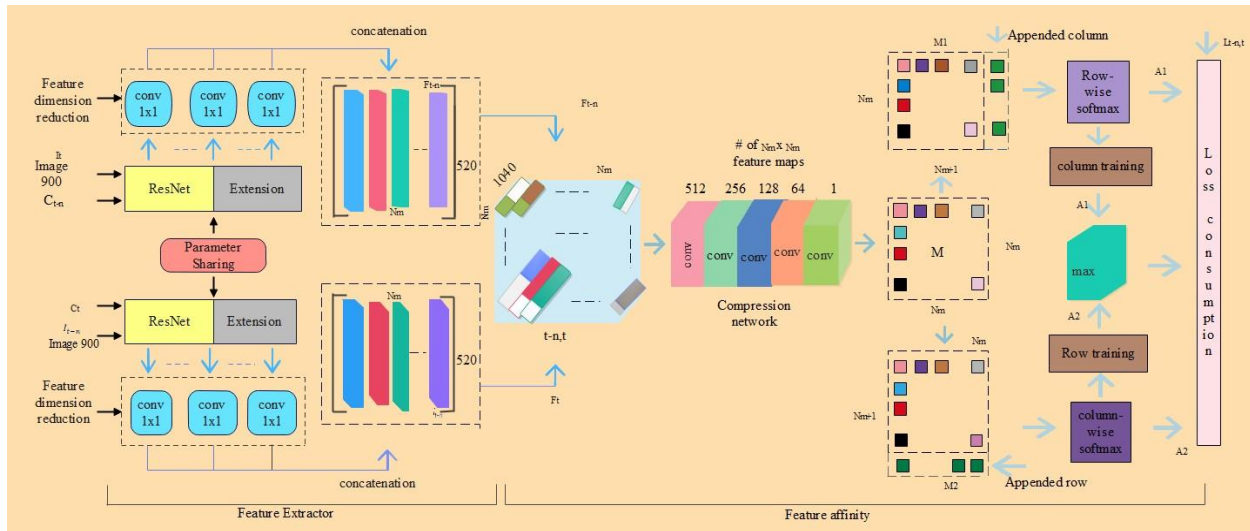 concatenation
Feature
dimension
reduction
conv
1x1
conv
1x1
conv
1x1
It
Image
900
Ct-n
ResNet
Extension
Parameter
Sharing
Ct
It-n
Image 900
ResNet
Extension
Feature
dimension
reduction
conv
1x1
conv
1x1
conv
1x1
concatenation
Feature Extractor
Ft-n
Nm
520
Nm
520
Ft-n
Nm
1040
Nm
t-n,t
Ft
# of Nm x Nm
feature maps
512
256
128
64
1
conv
conv
conv
conv
conv
Compression
network
M1
Appended column
Nm
Nm+1
M
Nm
Nm
Nm
Nm+1
M2
Appended row
Row-
wise
softmax
A1
column training
A1
max
A2
Row training
column-
wise
softmax
A2
Lt-n,t
Loss consumption
Feature affinity